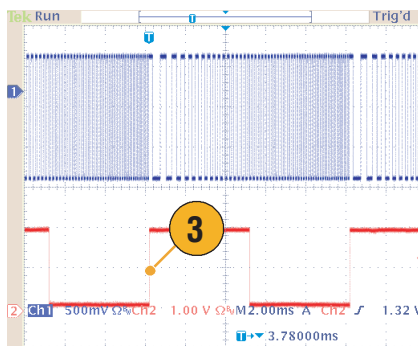 Tek Run Trig'd
T
T
1
3
2 Ch1 500mV Ω Ch2 1.00 V Ω M 2.00ms A Ch2 1.32 V
T 3.78000ms